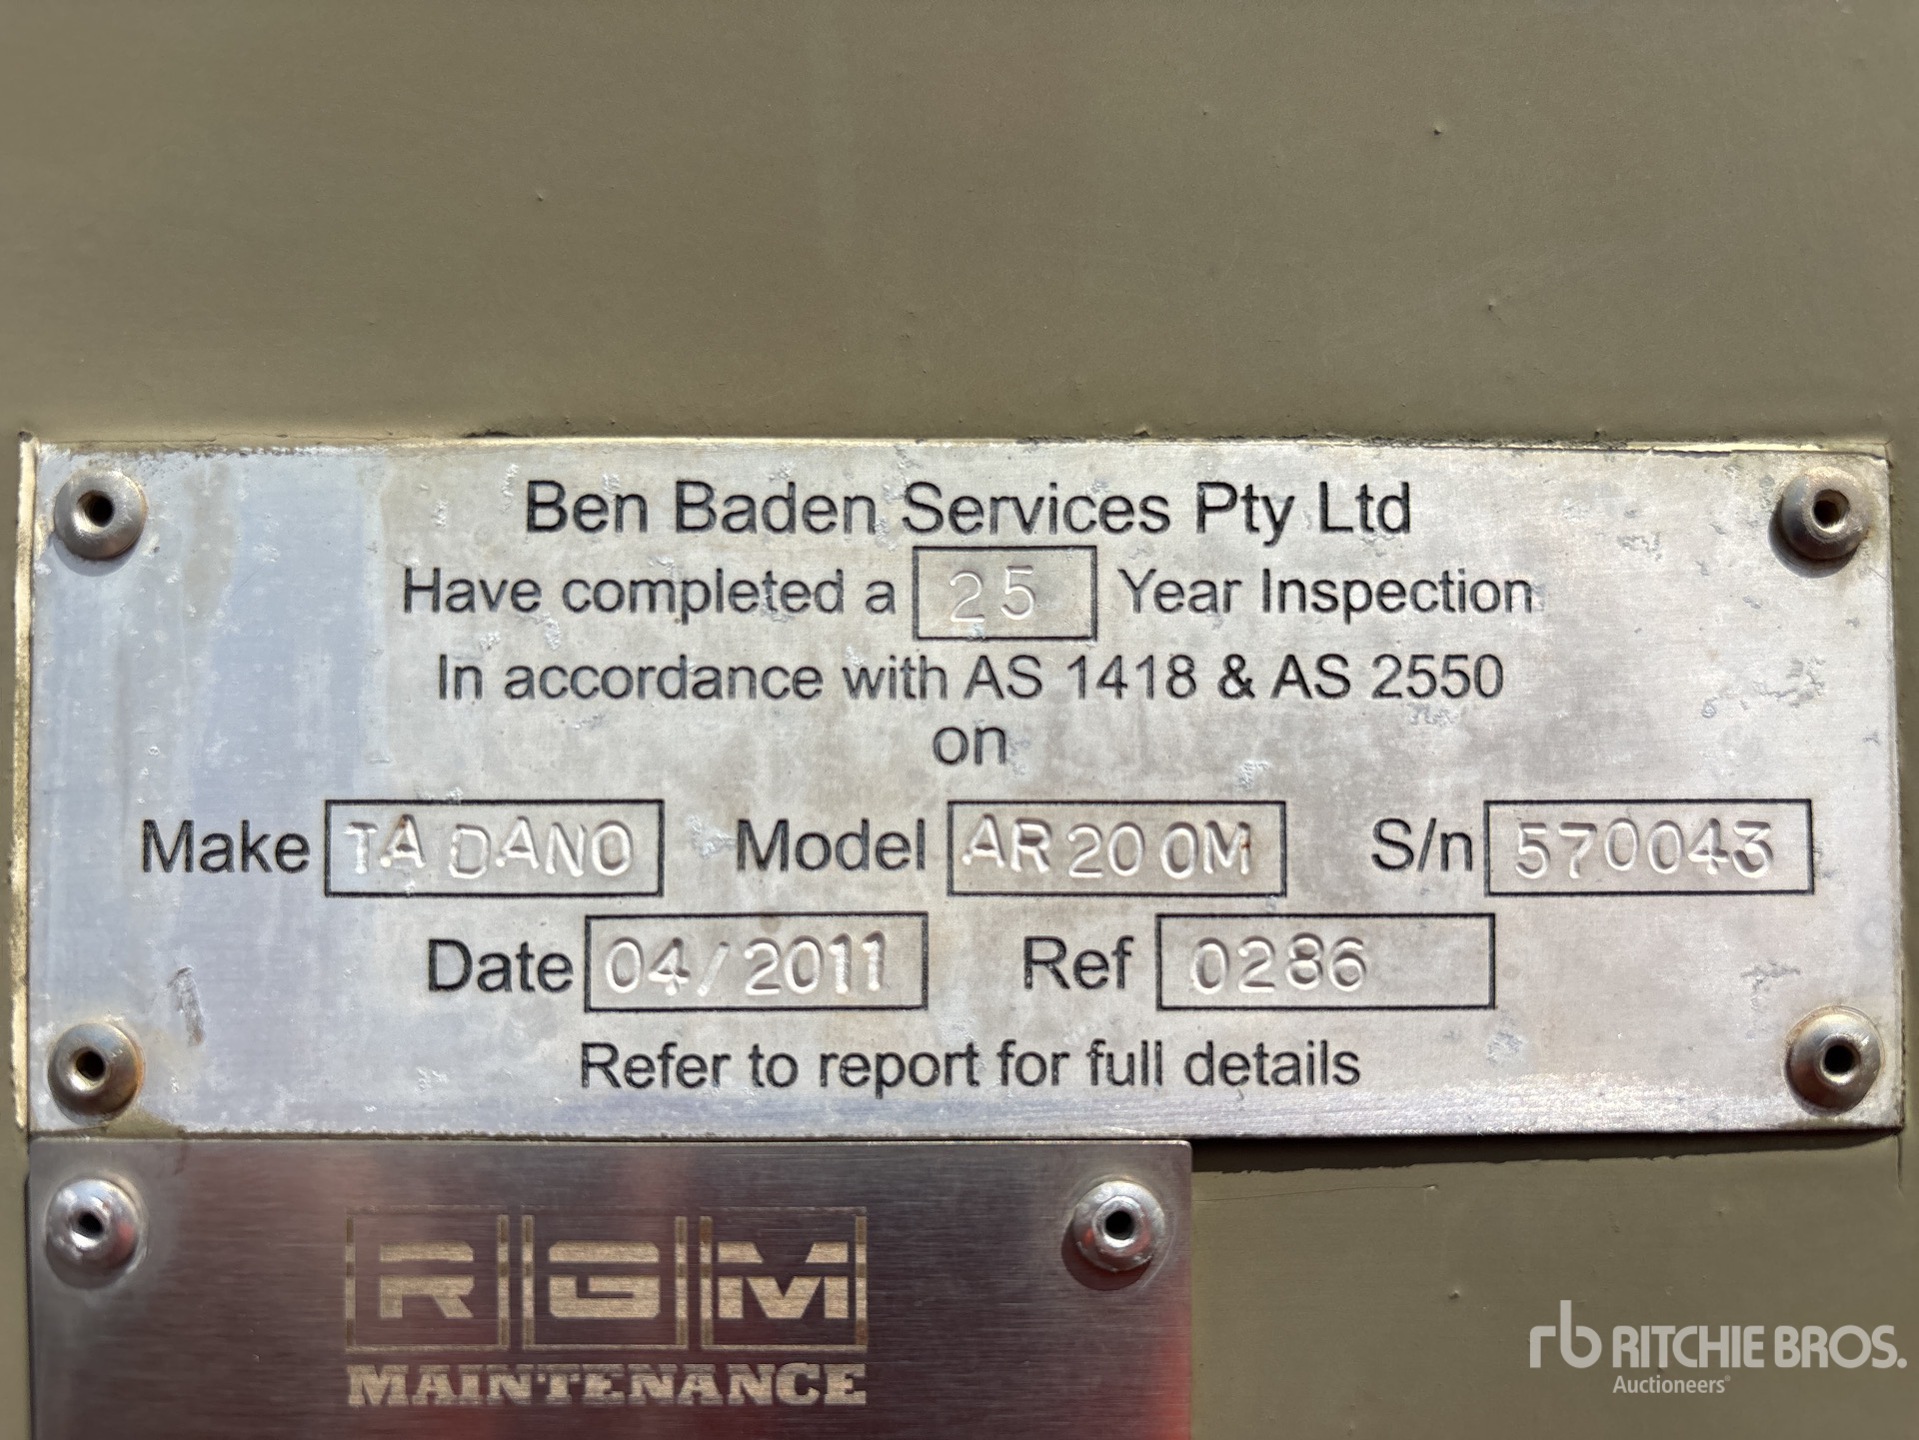 Ben Baden Services Pty Ltd
Have completed a 25 Year Inspection
In accordance with AS 1418 & AS 2550
on
Make TADANO Model AR200M S/n 570043
Date 04/2011 Ref 0286
Refer to report for full details
RGM
MAINTENANCE
rb RITCHIE BROS.
Auctioneers®